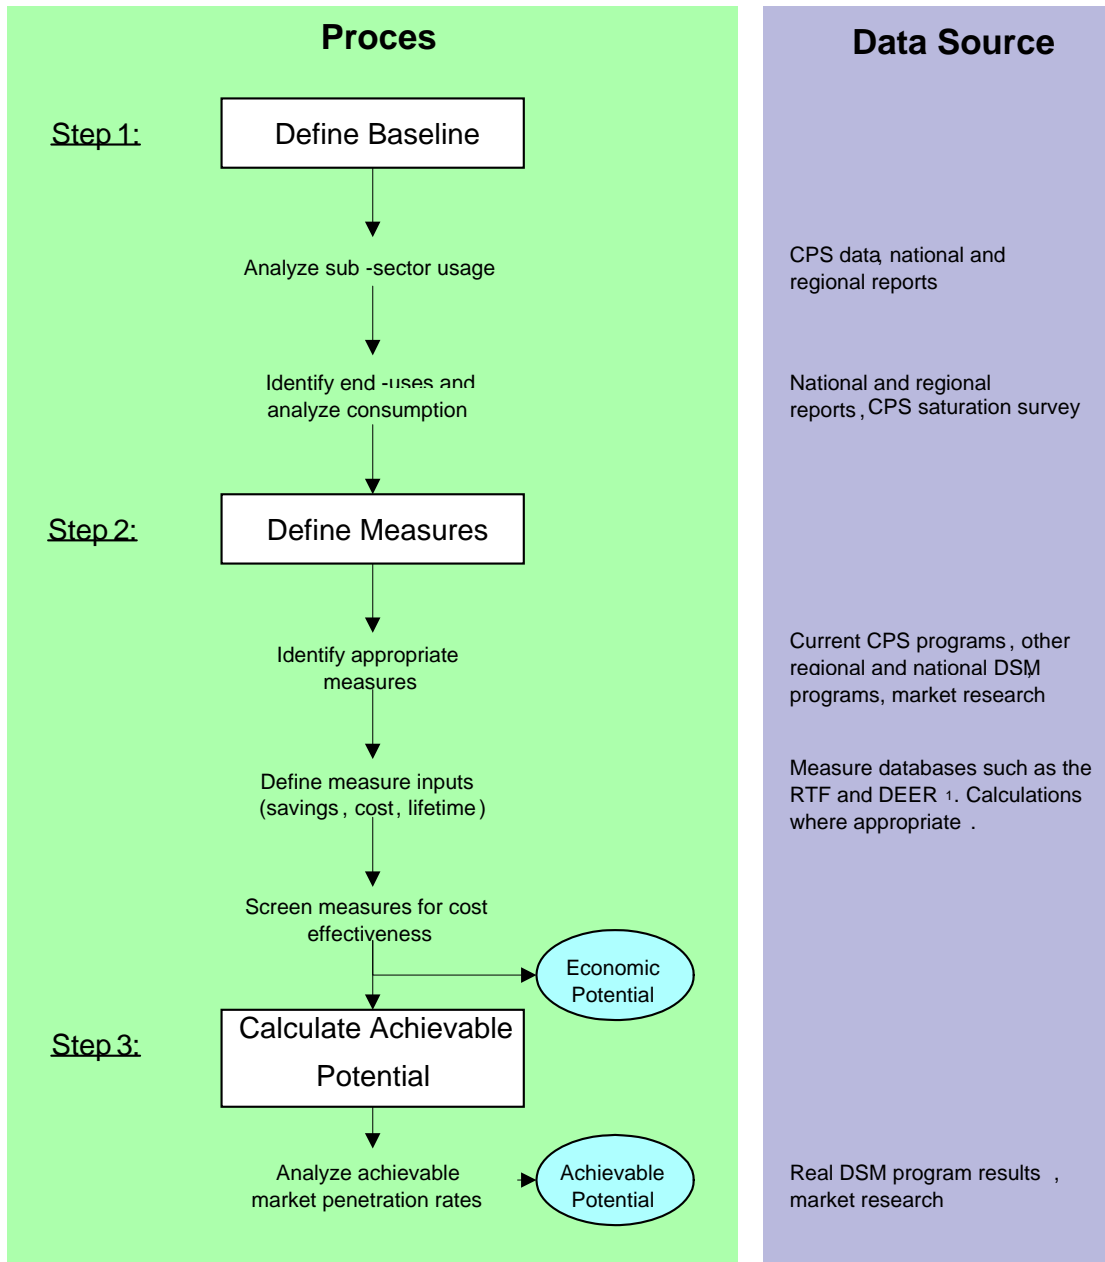 Proces
Data Source
Step 1:
Define Baseline
Analyze sub -sector usage
CPS data, national and
regional reports
Identify end -uses and
analyze consumption
National and regional
reports , CPS saturation survey
Step 2:
Define Measures
Identify appropriate
measures
Current CPS programs , other
regional and national DSM,
programs, market research
Define measure inputs
(savings , cost , lifetime )
Measure databases such as the
RTF and DEER 1. Calculations
where appropriate .
Screen measures for cost
effectiveness
Economic
Potential
Step 3:
Calculate Achievable
Potential
Analyze achievable
market penetration rates
Achievable
Potential
Real DSM program results ,
market research